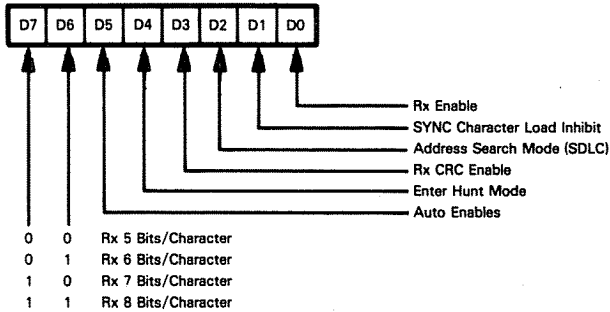 D7 D6 D5 D4 D3 D2 D1 D0
Rx Enable
SYNC Character Load Inhibit
Address Search Mode (SDLC)
Rx CRC Enable
Enter Hunt Mode
Auto Enables
0 0 Rx 5 Bits/Character
0 1 Rx 6 Bits/Character
1 0 Rx 7 Bits/Character
1 1 Rx 8 Bits/Character